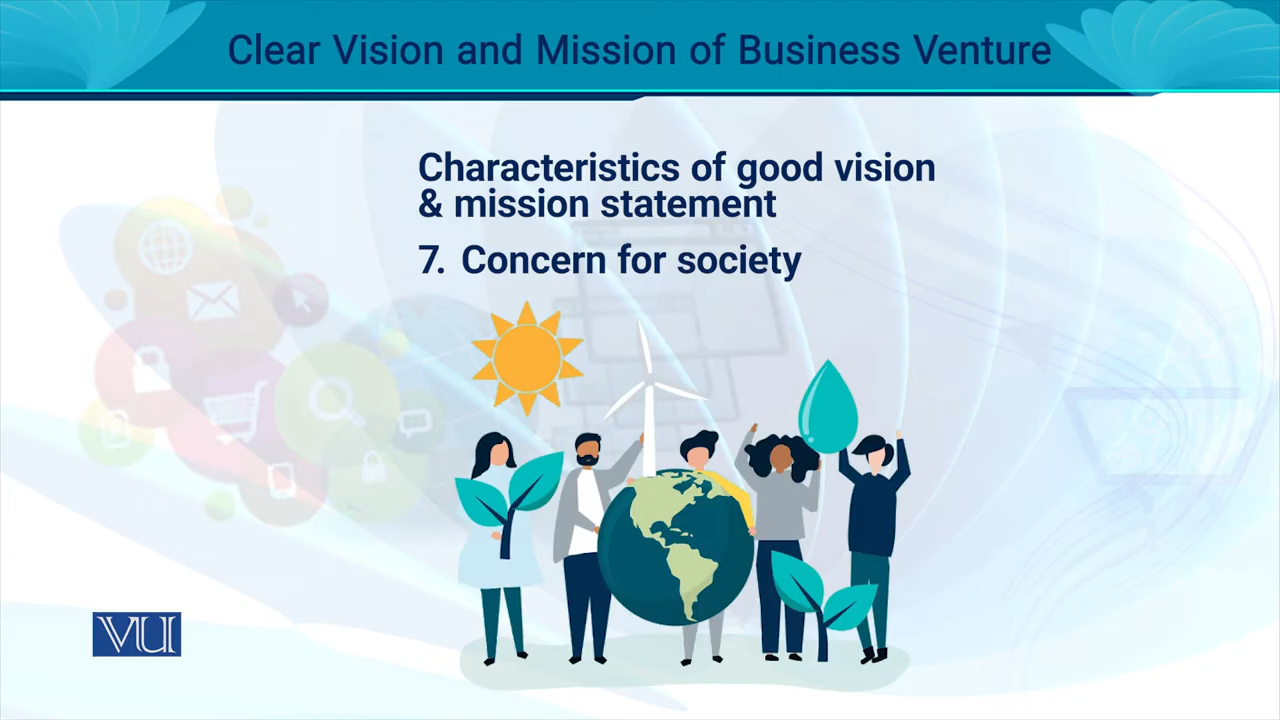 Clear Vision and Mission of Business Venture
Characteristics of good vision
& mission statement
7. Concern for society
VU